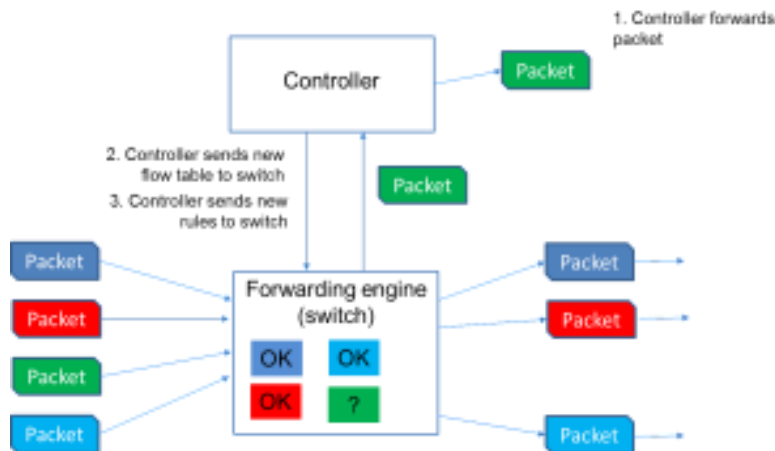 1. Controller forwards
packet
Controller
Packet
2. Controller sends new
flow table to switch
3. Controller sends new
rules to switch
Packet
Packet
Packet
Packet
Packet
Forwarding engine
(switch)
OK
OK
OK
?
Packet
Packet
Packet